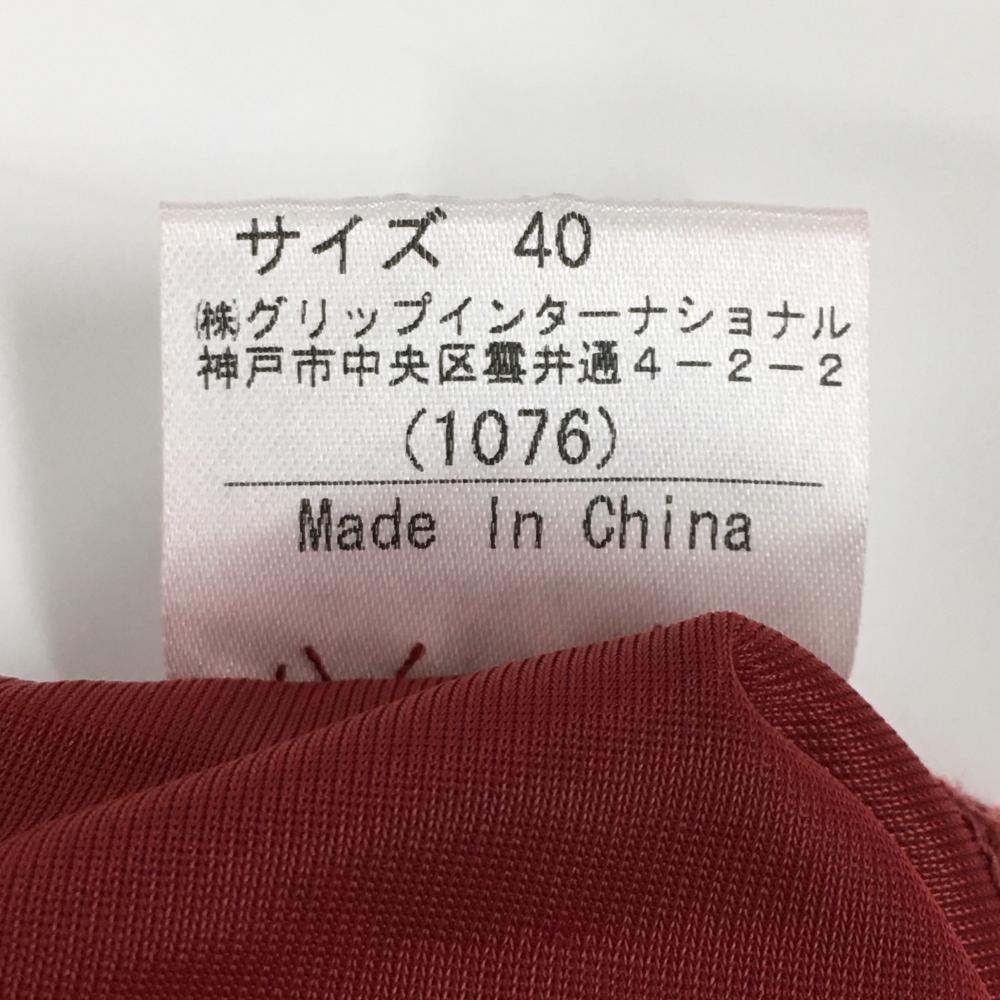 サイズ 40
㈱グリップインターナショナル
神戸市中央区雲井通4－2－2
(1076)
Made In China